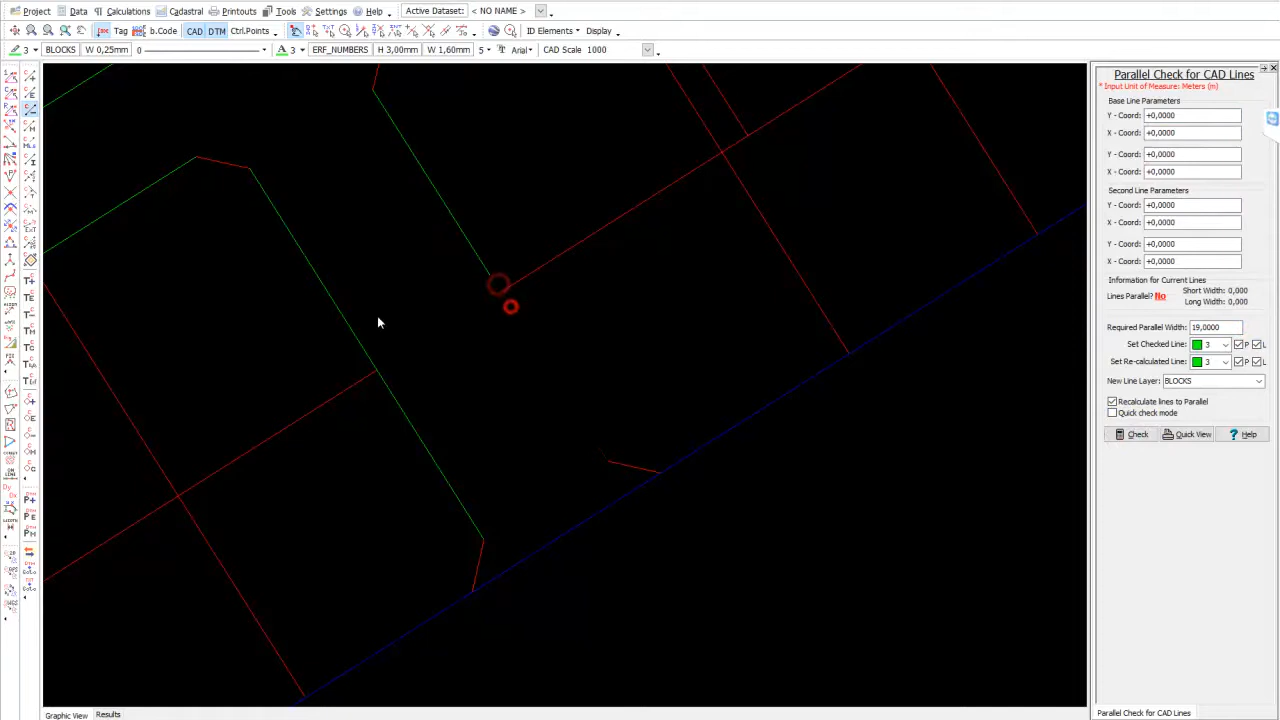 Project Data Calculations Cadastral Printouts Tools Settings Help Active Dataset: < NO NAME >
Tag b.Code CAD DTM Ctrl.Points ID Elements Display
3 BLOCKS W 0,25mm 0 3 ERF_NUMBERS H 3,00mm W 1,60mm 5 Arial CAD Scale 1000
Parallel Check for CAD Lines
* Input Unit of Measure: Meters (m)
Base Line Parameters
Y - Coord: +0,0000
X - Coord: +0,0000
Y - Coord: +0,0000
X - Coord: +0,0000
Second Line Parameters
Y - Coord: +0,0000
X - Coord: +0,0000
Y - Coord: +0,0000
X - Coord: +0,0000
Information for Current Lines
Lines Parallel? No Short Width: 0,000
Long Width: 0,000
Required Parallel Width: 19,0000
Set Checked Line: 3 P L
Set Re-calculated Line: 3 P L
New Line Layer: BLOCKS
Recalculate lines to Parallel
Quick check mode
Check Quick View Help
Graphic View Results
Parallel Check for CAD Lines